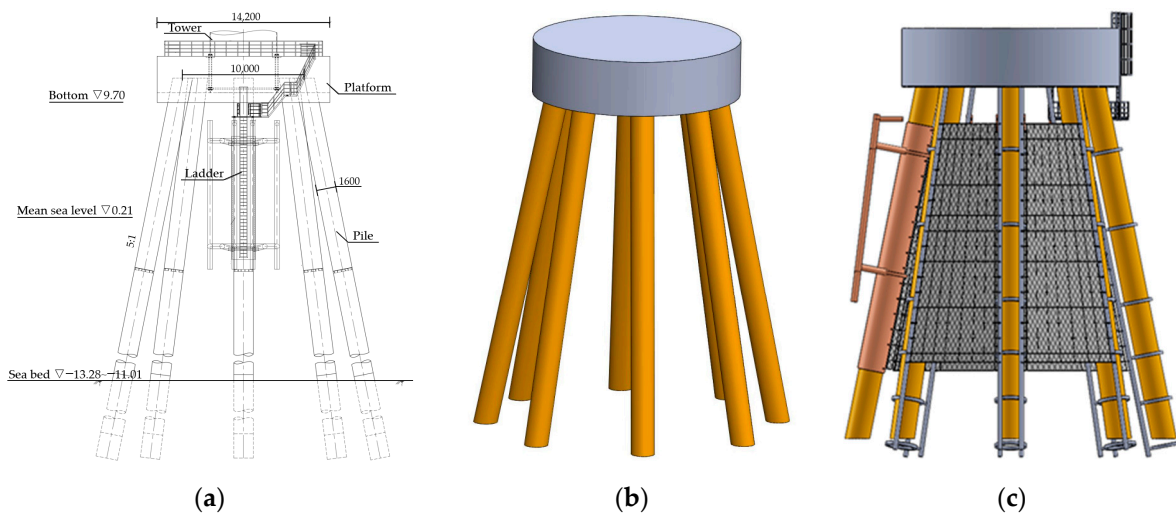 14,200
Tower
10,000
Bottom ▽9.70
Platform
Ladder
1600
Mean sea level ▽0.21
5:1
Pile
Sea bed ▽−13.28~−11.01
(a)
(b)
(c)